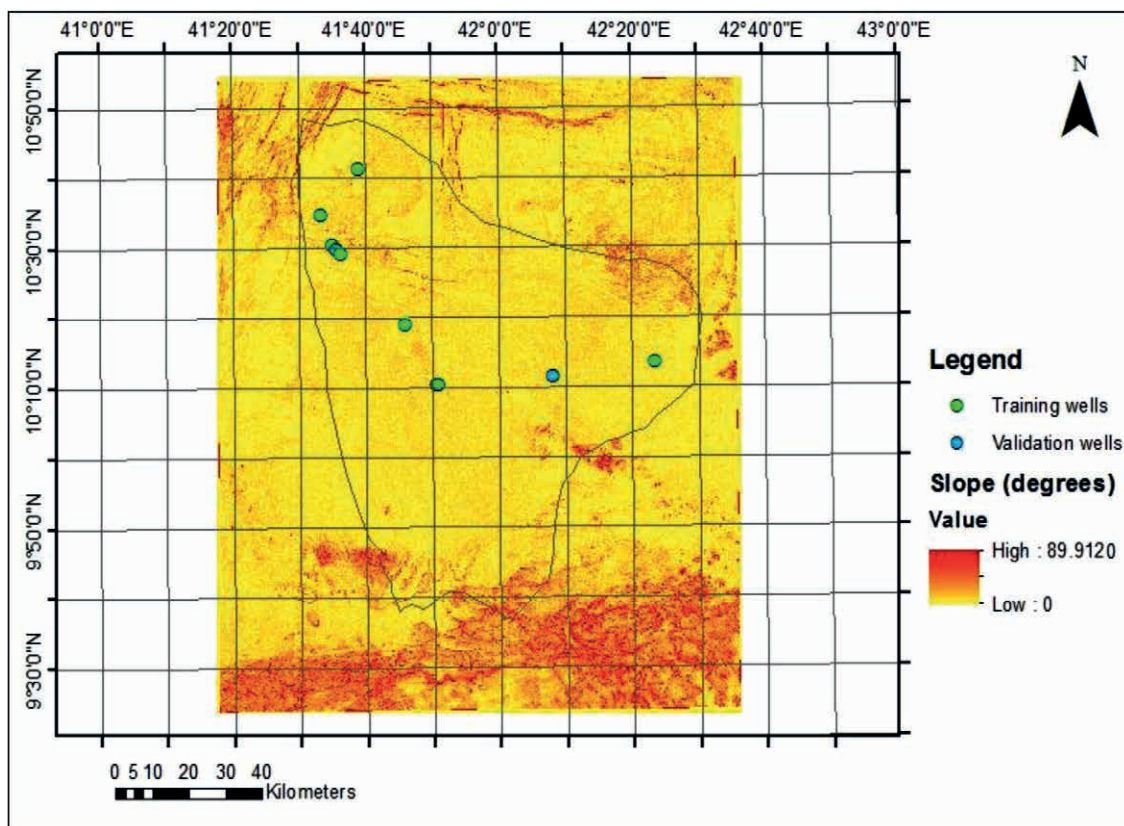 41°0'0"E 41°20'0"E 41°40'0"E 42°0'0"E 42°20'0"E 42°40'0"E 43°0'0"E
N
10°50'0"N
10°30'0"N
10°10'0"N
9°50'0"N
9°30'0"N
Legend
Training wells
Validation wells
Slope (degrees)
Value
High : 89.9120
Low : 0
0 5 10 20 30 40
Kilometers